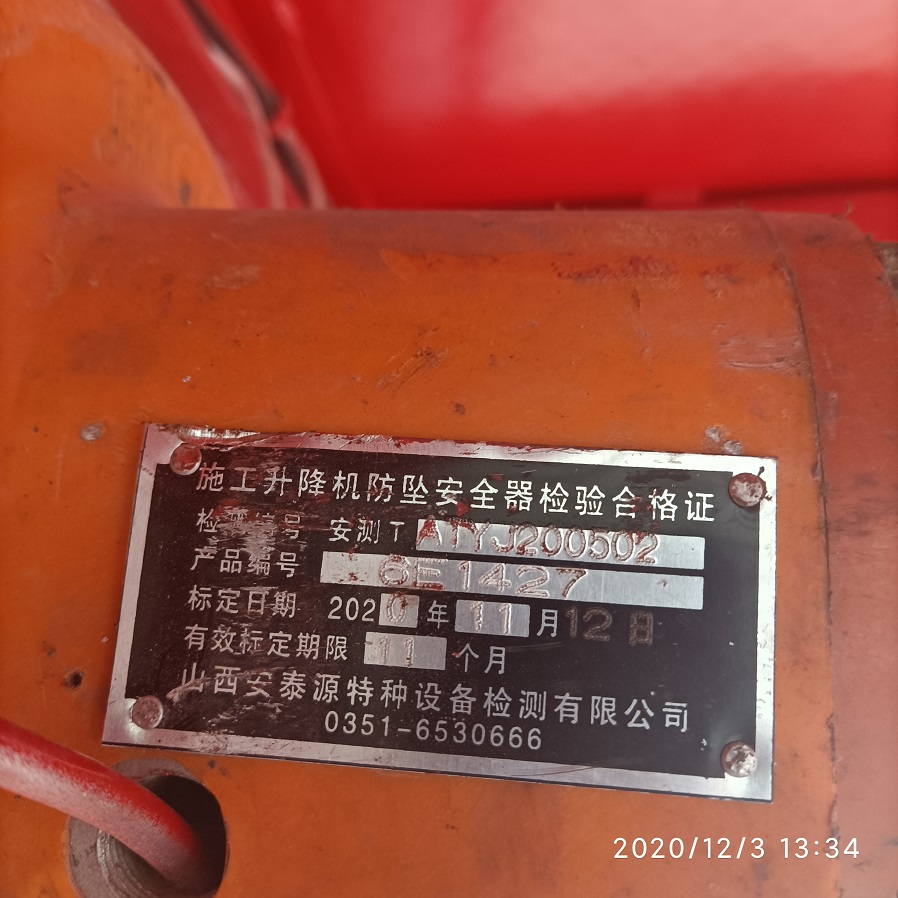 施工升降机防坠安全器检验合格证
检测编号 安测T ATYJ200502
产品编号 6E1427
标定日期 2020年11月12日
有效标定期限 11 个月
山西安泰源特种设备检测有限公司
0351-6530666
2020/12/3 13:34